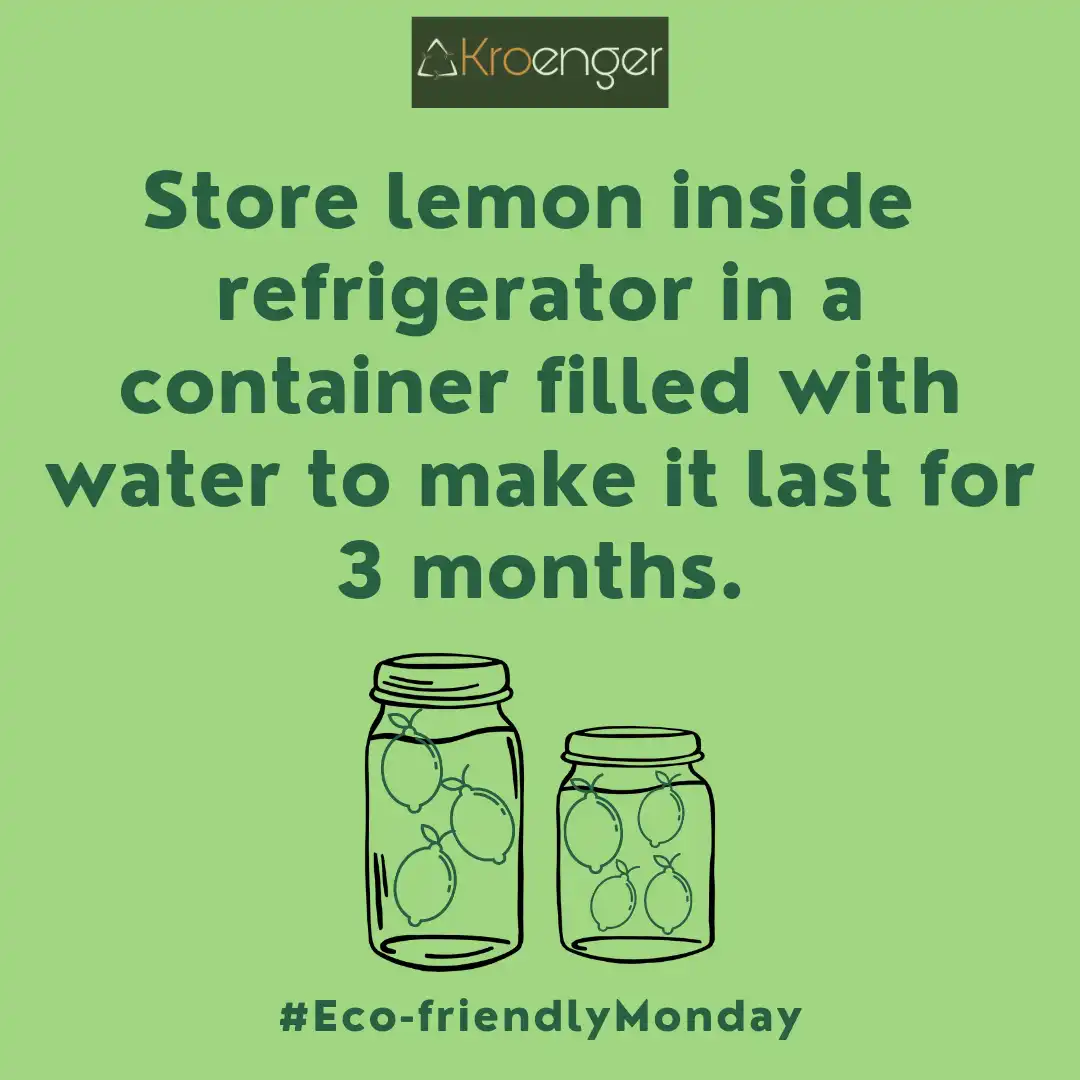 Kroenger
Store lemon inside
refrigerator in a
container filled with
water to make it last for
3 months.
#Eco-friendlyMonday